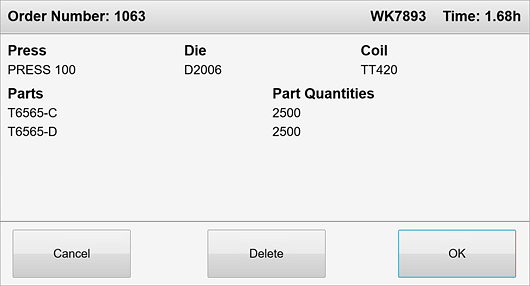 Order Number: 1063 WK7893 Time: 1.68h
Press Die Coil
PRESS 100 D2006 TT420
Parts Part Quantities
T6565-C 2500
T6565-D 2500
Cancel Delete OK